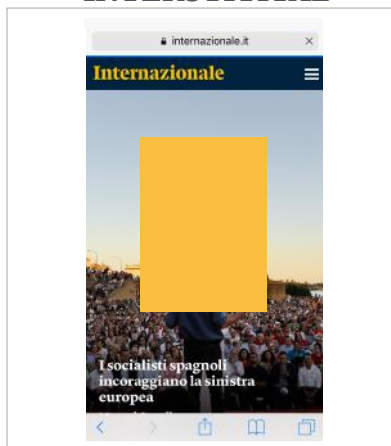 internazionale.it
Internazionale
I socialisti spagnoli
incoraggiano la sinistra
europea